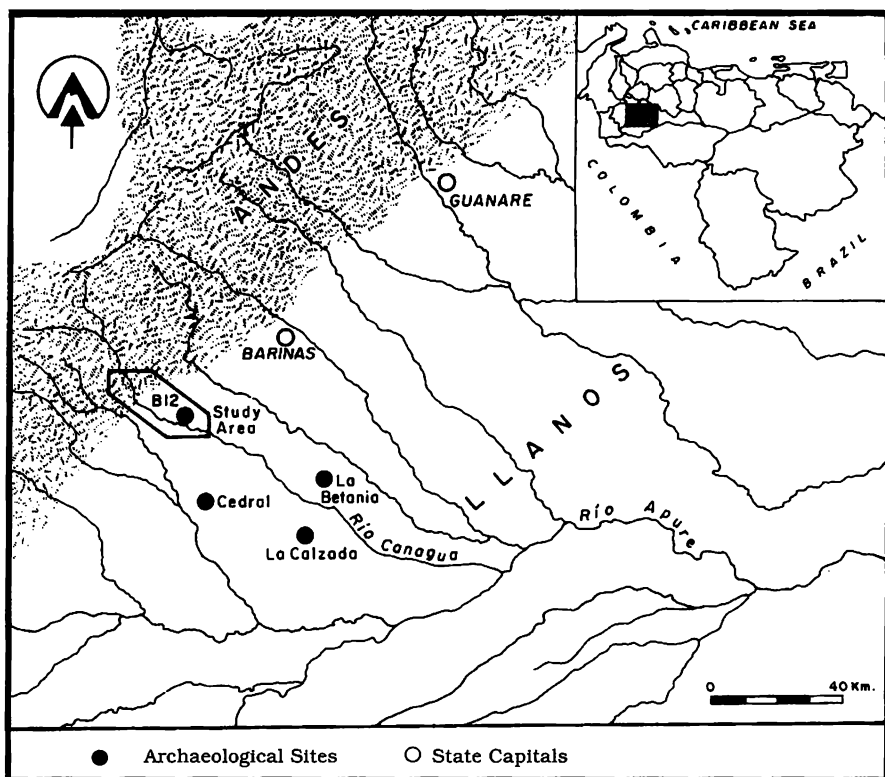 CARIBBEAN SEA
COLOMBIA
BRAZIL
ANDES
GUANARE
BARINAS
LLANOS
B12
Study
Area
La
Betania
Cedral
La Calzada
Río Canagua
Río Apure
0 40 Km.
Archaeological Sites
State Capitals